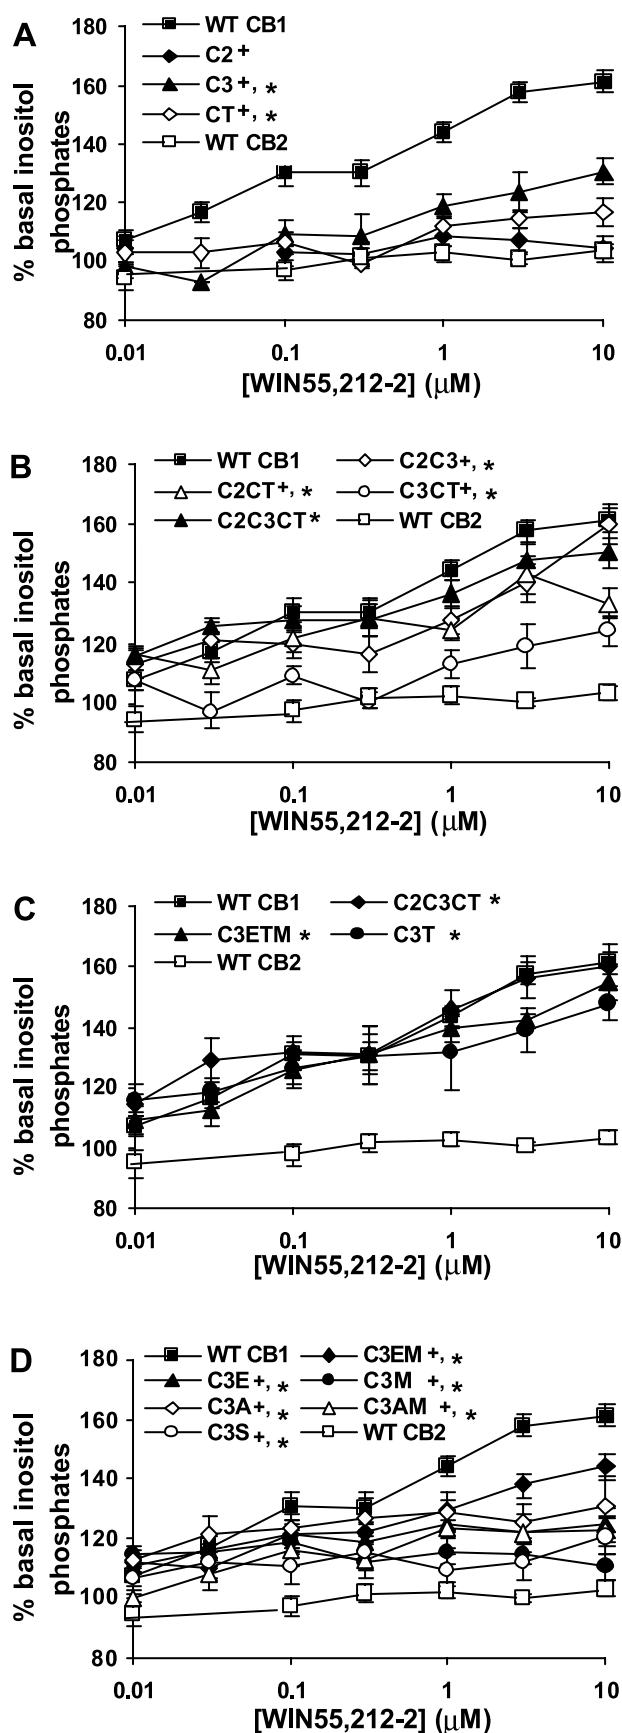 A
180
160
140
120
100
80
% basal inositol
phosphates
WT CB1
C2 +
C3 +, *
CT +, *
WT CB2
0.01 0.1 1 10
[WIN55,212-2] (μM)
B
180
160
140
120
100
80
% basal inositol
phosphates
WT CB1 C2C3+, *
C2CT +, * C3CT+, *
C2C3CT * WT CB2
0.01 0.1 1 10
[WIN55,212-2] (μM)
C
180
160
140
120
100
80
% basal inositol
phosphates
WT CB1 C2C3CT *
C3ETM * C3T *
WT CB2
0.01 0.1 1 10
[WIN55,212-2] (μM)
D
180
160
140
120
100
80
% basal inositol
phosphates
WT CB1 C3EM +, *
C3E +, * C3M +, *
C3A +, * C3AM +, *
C3S +, * WT CB2
0.01 0.1 1 10
[WIN55,212-2] (μM)